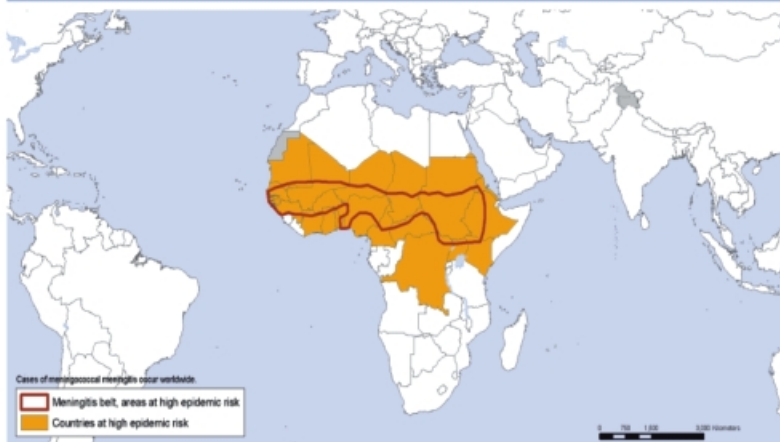 Cases of meningococcal meningitis occur worldwide.
Meningitis belt, areas at high epidemic risk
Countries at high epidemic risk
0 750 1,500 3,000 Kilometers